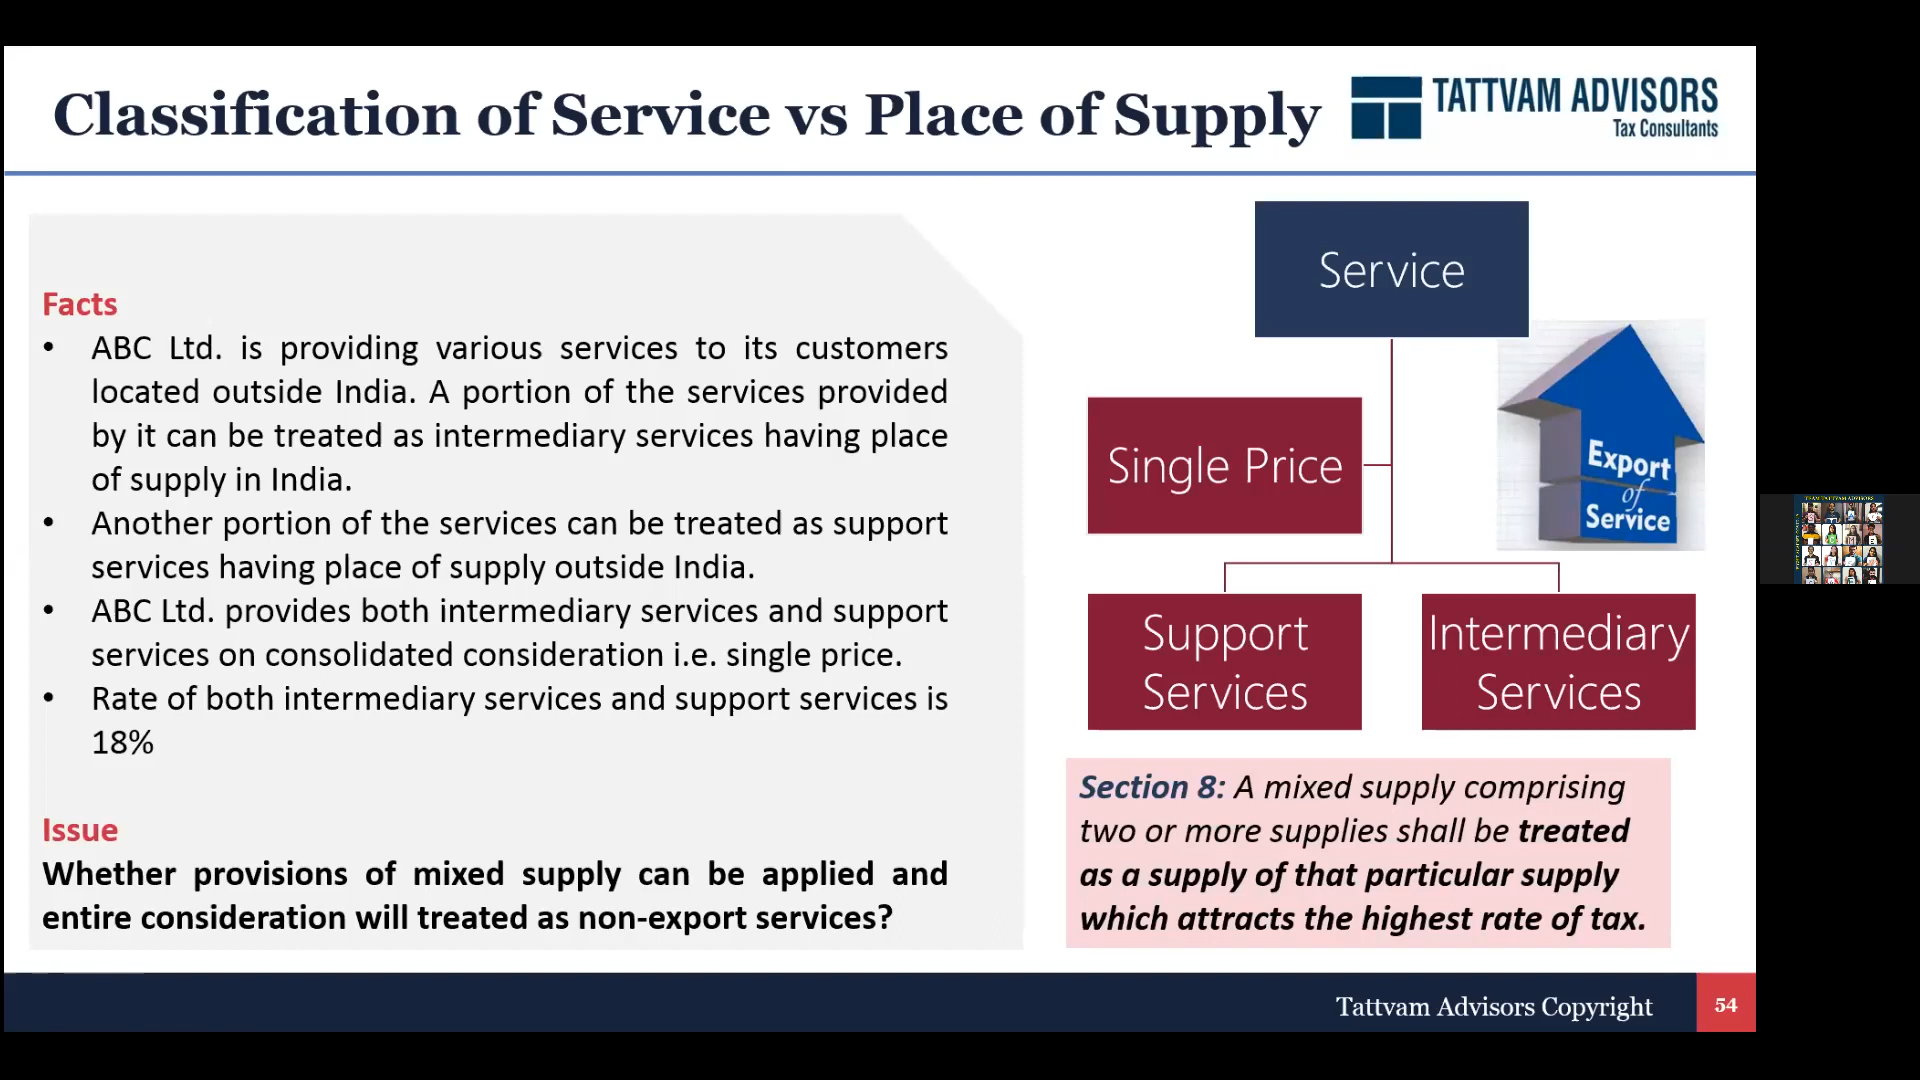 Classification of Service vs Place of Supply
TATTVAM ADVISORS
Tax Consultants
Facts
• ABC Ltd. is providing various services to its customers
located outside India. A portion of the services provided
by it can be treated as intermediary services having place
of supply in India.
• Another portion of the services can be treated as support
services having place of supply outside India.
• ABC Ltd. provides both intermediary services and support
services on consolidated consideration i.e. single price.
• Rate of both intermediary services and support services is
18%
Issue
Whether provisions of mixed supply can be applied and
entire consideration will treated as non-export services?
Service
Single Price
Export
of
Service
Support
Services
Intermediary
Services
Section 8: A mixed supply comprising
two or more supplies shall be treated
as a supply of that particular supply
which attracts the highest rate of tax.
Tattvam Advisors Copyright
54
TEAM TATTVAM ADVISORS